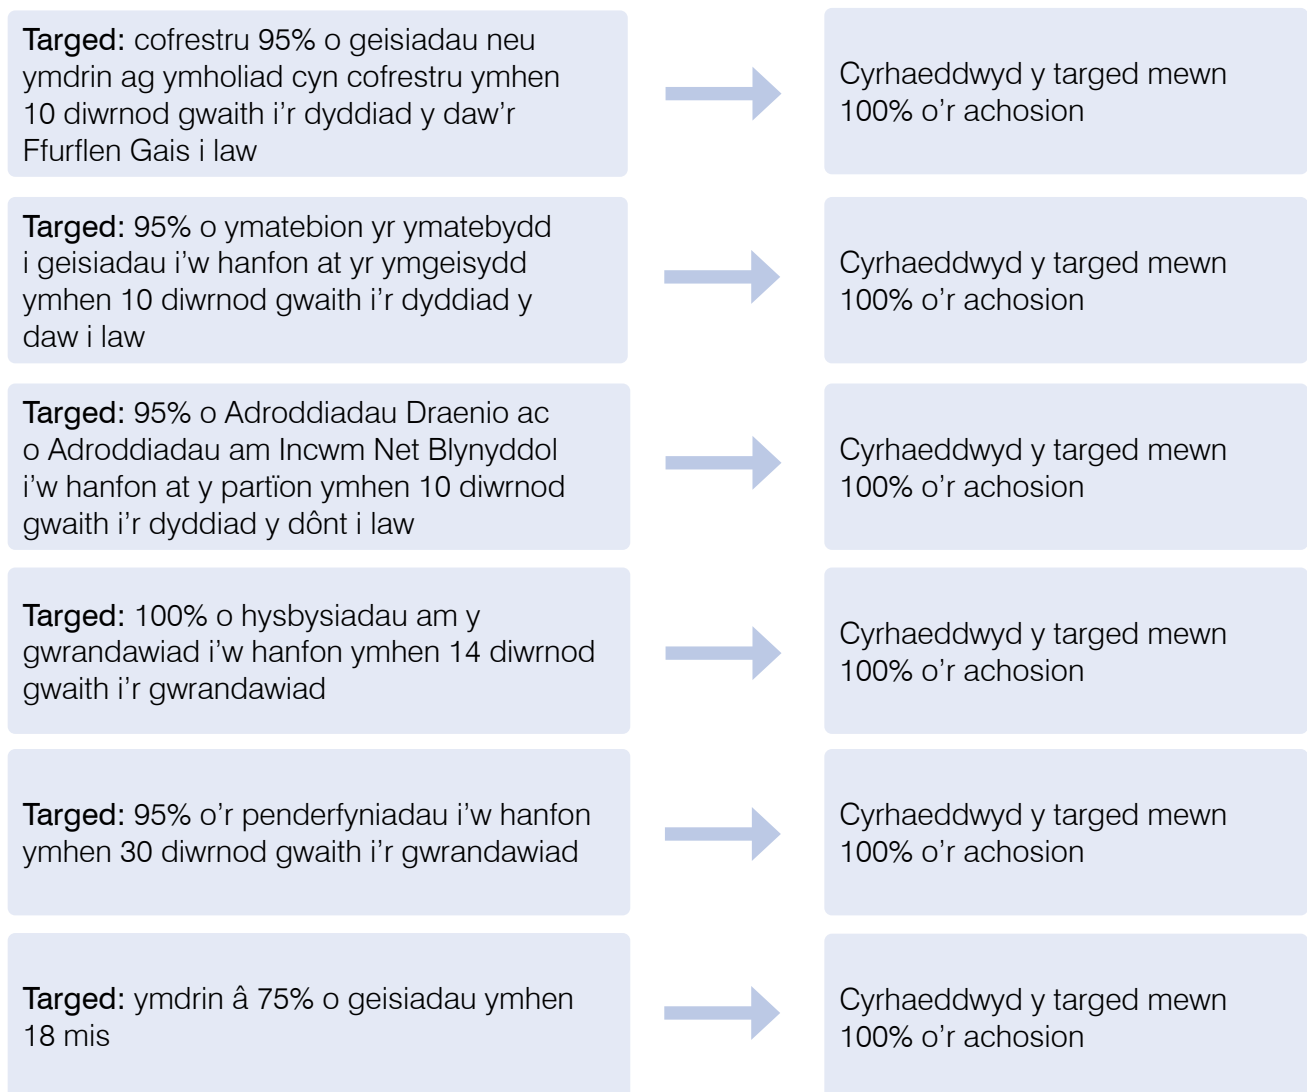 Targed: cofrestru 95% o geisiadau neu
ymdrin ag ymholiad cyn cofrestru ymhen
10 diwrnod gwaith i’r dyddiad y daw’r
Ffurflen Gais i law
Cyrhaeddwyd y targed mewn
100% o’r achosion
Targed: 95% o ymatebion yr ymatebydd
i geisiadau i’w hanfon at yr ymgeisydd
ymhen 10 diwrnod gwaith i’r dyddiad y
daw i law
Cyrhaeddwyd y targed mewn
100% o’r achosion
Targed: 95% o Adroddiadau Draenio ac
o Adroddiadau am Incwm Net Blynyddol
i’w hanfon at y partïon ymhen 10 diwrnod
gwaith i’r dyddiad y dônt i law
Cyrhaeddwyd y targed mewn
100% o’r achosion
Targed: 100% o hysbysiadau am y
gwrandawiad i’w hanfon ymhen 14 diwrnod
gwaith i’r gwrandawiad
Cyrhaeddwyd y targed mewn
100% o’r achosion
Targed: 95% o’r penderfyniadau i’w hanfon
ymhen 30 diwrnod gwaith i’r gwrandawiad
Cyrhaeddwyd y targed mewn
100% o’r achosion
Targed: ymdrin â 75% o geisiadau ymhen
18 mis
Cyrhaeddwyd y targed mewn
100% o’r achosion